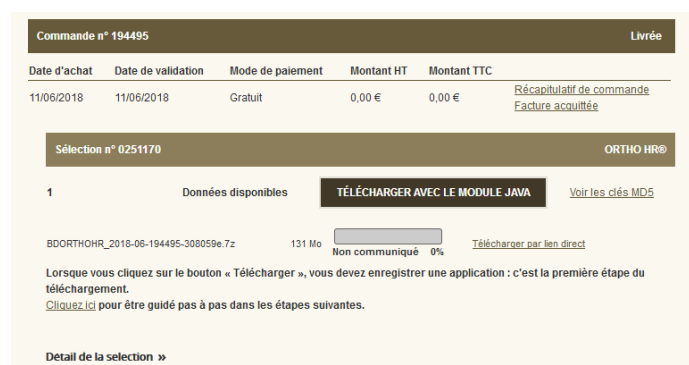 Commande n° 194495 Livrée
Date d'achat Date de validation Mode de paiement Montant HT Montant TTC
11/06/2018 11/06/2018 Gratuit 0,00 € 0,00 € Récapitulatif de commande
Facture acquittée
Sélection n° 0251170 ORTHO HR®
1 Données disponibles TÉLÉCHARGER AVEC LE MODULE JAVA Voir les clés MD5
BDORTHOHR_2018-06-194495-308059e.7z 131 Mo Non communiqué 0% Télécharger par lien direct
Lorsque vous cliquez sur le bouton « Télécharger », vous devez enregistrer une application : c'est la première étape du
téléchargement.
Cliquez ici pour être guidé pas à pas dans les étapes suivantes.
Détail de la selection »